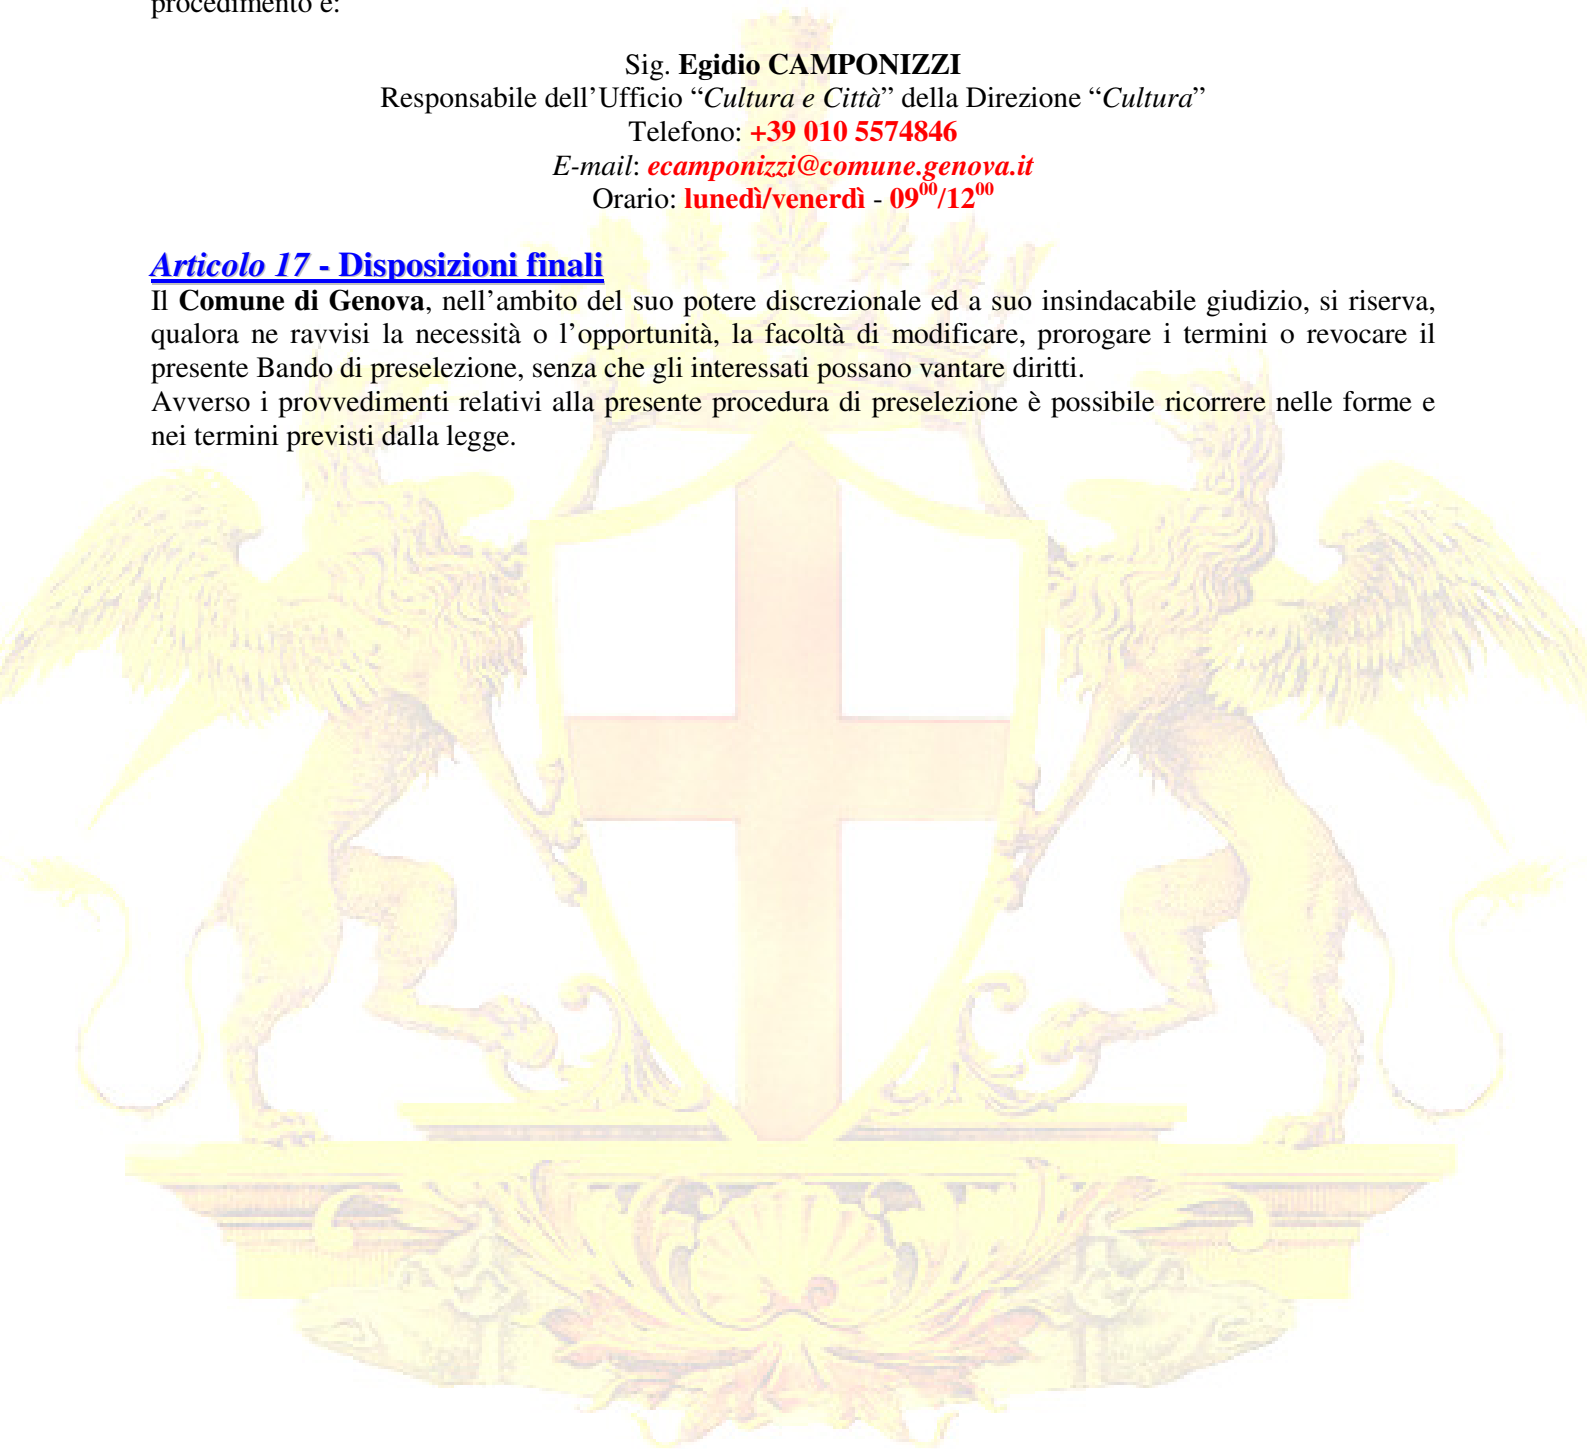 procedimento è:
Sig. Egidio CAMPONIZZI
Responsabile dell’Ufficio “Cultura e Città” della Direzione “Cultura”
Telefono: +39 010 5574846
E-mail: ecamponizzi@comune.genova.it
Orario: lunedì/venerdì - 09⁰⁰/12⁰⁰
Articolo 17 - Disposizioni finali
Il Comune di Genova, nell’ambito del suo potere discrezionale ed a suo insindacabile giudizio, si riserva,
qualora ne ravvisi la necessità o l’opportunità, la facoltà di modificare, prorogare i termini o revocare il
presente Bando di preselezione, senza che gli interessati possano vantare diritti.
Avverso i provvedimenti relativi alla presente procedura di preselezione è possibile ricorrere nelle forme e
nei termini previsti dalla legge.